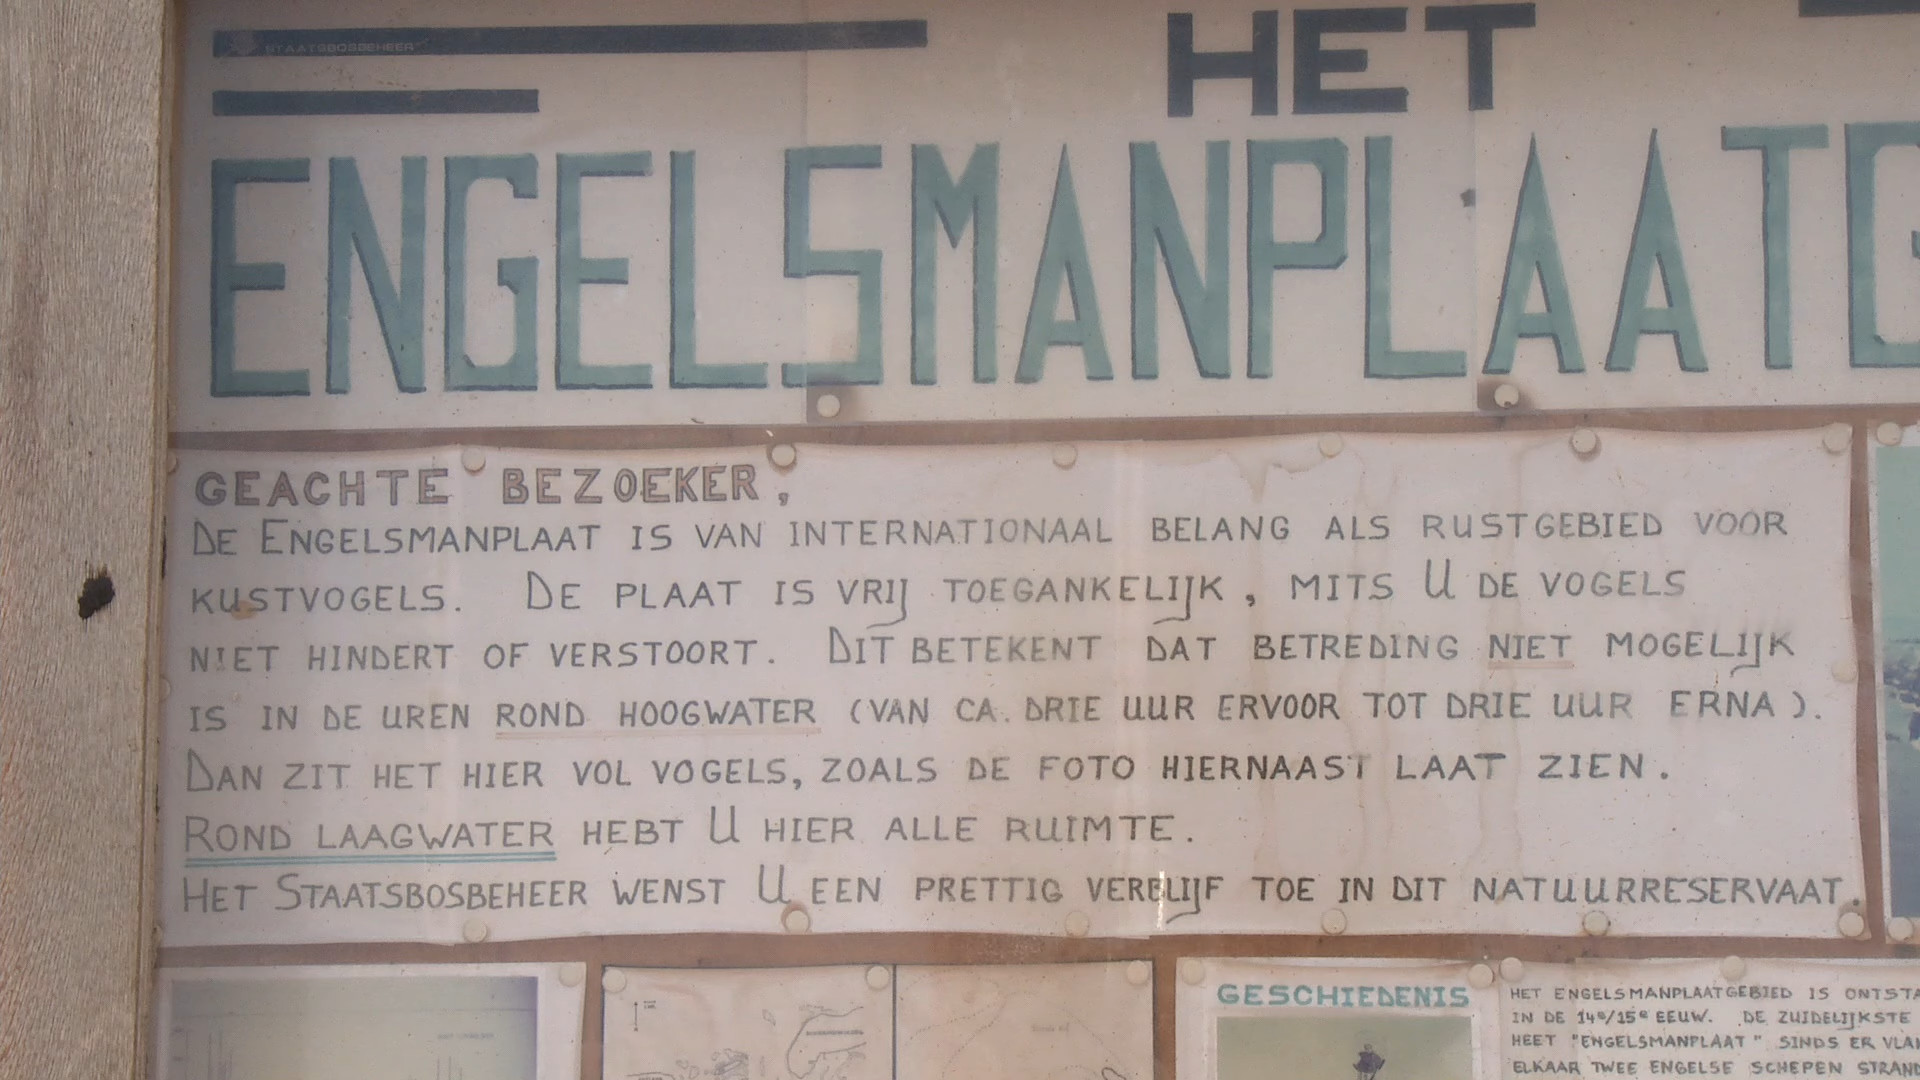 STAATSBOSBEHEER
HET
ENGELSMANPLAATG
GEACHTE BEZOEKER,
DE ENGELSMANPLAAT IS VAN INTERNATIONAAL BELANG ALS RUSTGEBIED VOOR
KUSTVOGELS. DE PLAAT IS VRIJ TOEGANKELIJK, MITS U DE VOGELS
NIET HINDERT OF VERSTOORT. DIT BETEKENT DAT BETREDING NIET MOGELIJK
IS IN DE UREN ROND HOOGWATER (VAN CA. DRIE UUR ERVOOR TOT DRIE UUR ERNA).
DAN ZIT HET HIER VOL VOGELS, ZOALS DE FOTO HIERNAAST LAAT ZIEN.
ROND LAAGWATER HEBT U HIER ALLE RUIMTE.
HET STAATSBOSBEHEER WENST U EEN PRETTIG VERBLIJF TOE IN DIT NATUURRESERVAAT.
GESCHIEDENIS
HET ENGELSMANPLAATGEBIED IS ONTSTA
IN DE 14e/15e EEUW. DE ZUIDELIJKSTE
HEET "ENGELSMANPLAAT" SINDS ER VLA
ELKAAR TWEE ENGELSE SCHEPEN STRAND